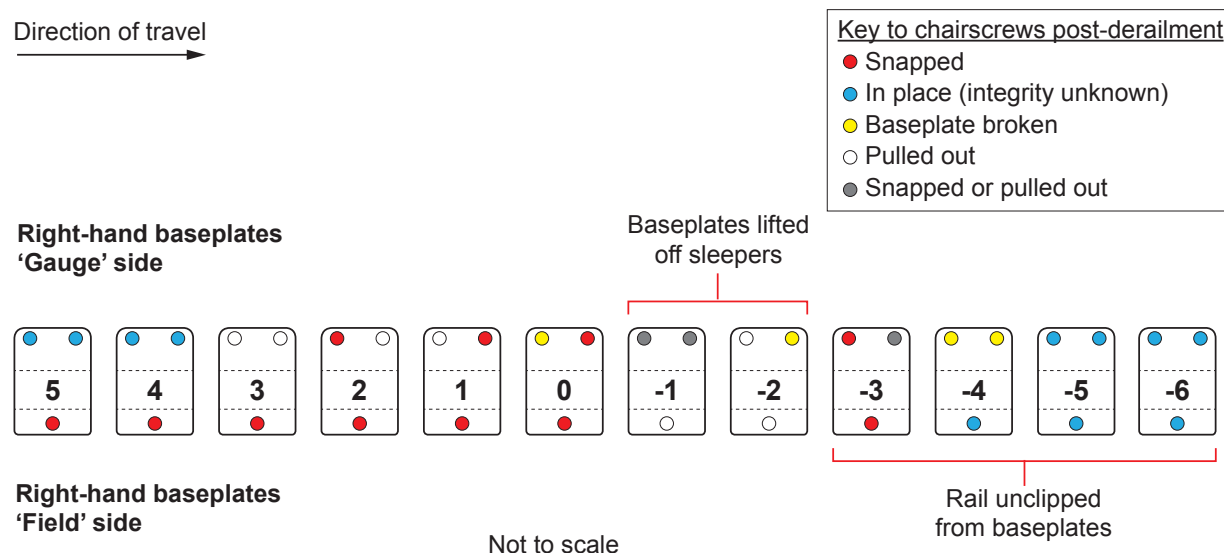 Direction of travel
Key to chairscrews post-derailment
Snapped
In place (integrity unknown)
Baseplate broken
Pulled out
Snapped or pulled out
Right-hand baseplates
‘Gauge’ side
Baseplates lifted
off sleepers
5 4 3 2 1 0 -1 -2 -3 -4 -5 -6
Right-hand baseplates
‘Field’ side
Rail unclipped
from baseplates
Not to scale